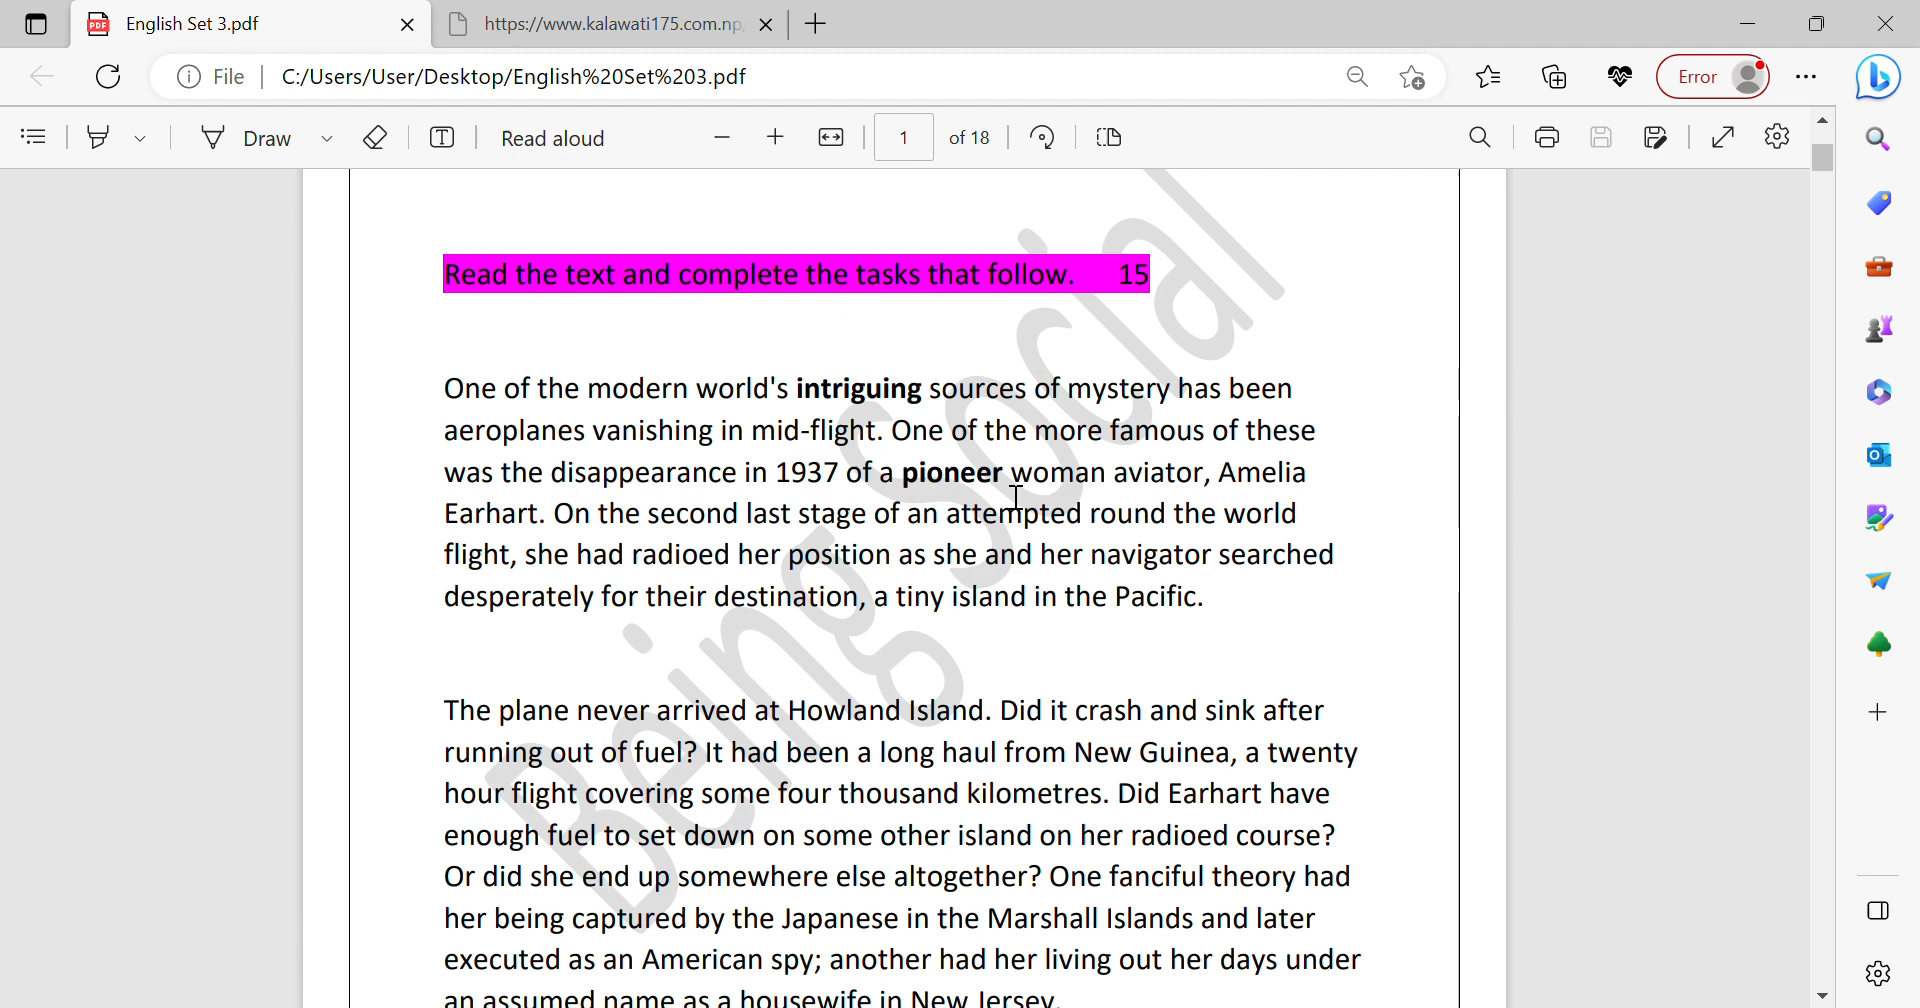 English Set 3.pdf
https://www.kalawati175.com.np/
File
C:/Users/User/Desktop/English%20Set%203.pdf
Error
Draw
Read aloud
1
of 18
Being Social
Read the text and complete the tasks that follow. 15
One of the modern world's intriguing sources of mystery has been
aeroplanes vanishing in mid-flight. One of the more famous of these
was the disappearance in 1937 of a pioneer woman aviator, Amelia
Earhart. On the second last stage of an attempted round the world
flight, she had radioed her position as she and her navigator searched
desperately for their destination, a tiny island in the Pacific.
The plane never arrived at Howland Island. Did it crash and sink after
running out of fuel? It had been a long haul from New Guinea, a twenty
hour flight covering some four thousand kilometres. Did Earhart have
enough fuel to set down on some other island on her radioed course?
Or did she end up somewhere else altogether? One fanciful theory had
her being captured by the Japanese in the Marshall Islands and later
executed as an American spy; another had her living out her days under
an assumed name as a housewife in New Jersey.